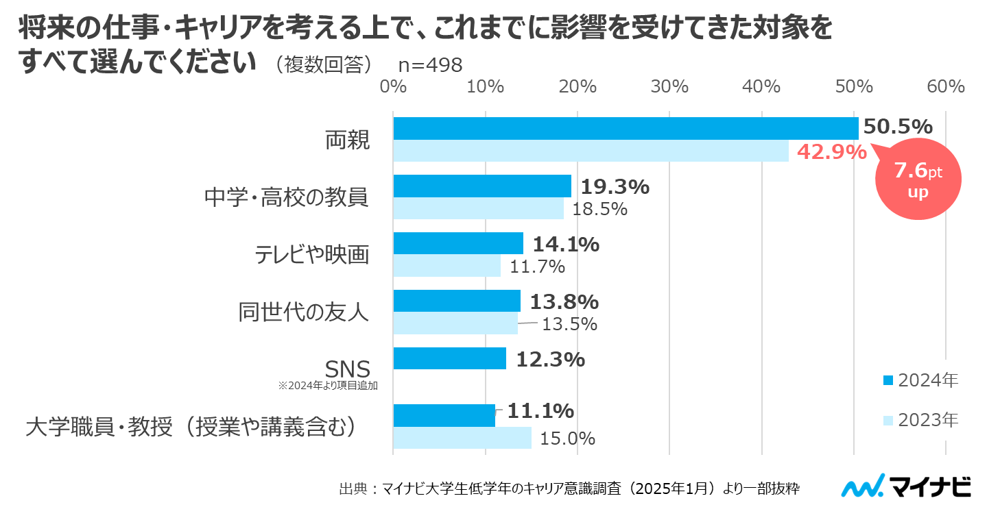 将来の仕事・キャリアを考える上で、これまでに影響を受けてきた対象を
すべて選んでください （複数回答） n=498
0% 10% 20% 30% 40% 50% 60%
両親
50.5%
42.9%
7.6pt
up
中学・高校の教員
19.3%
18.5%
テレビや映画
14.1%
11.7%
同世代の友人
13.8%
13.5%
SNS
※2024年より項目追加
12.3%
大学職員・教授（授業や講義含む）
11.1%
15.0%
2024年
2023年
出典：マイナビ大学生低学年のキャリア意識調査（2025年1月）より一部抜粋
マイナビ